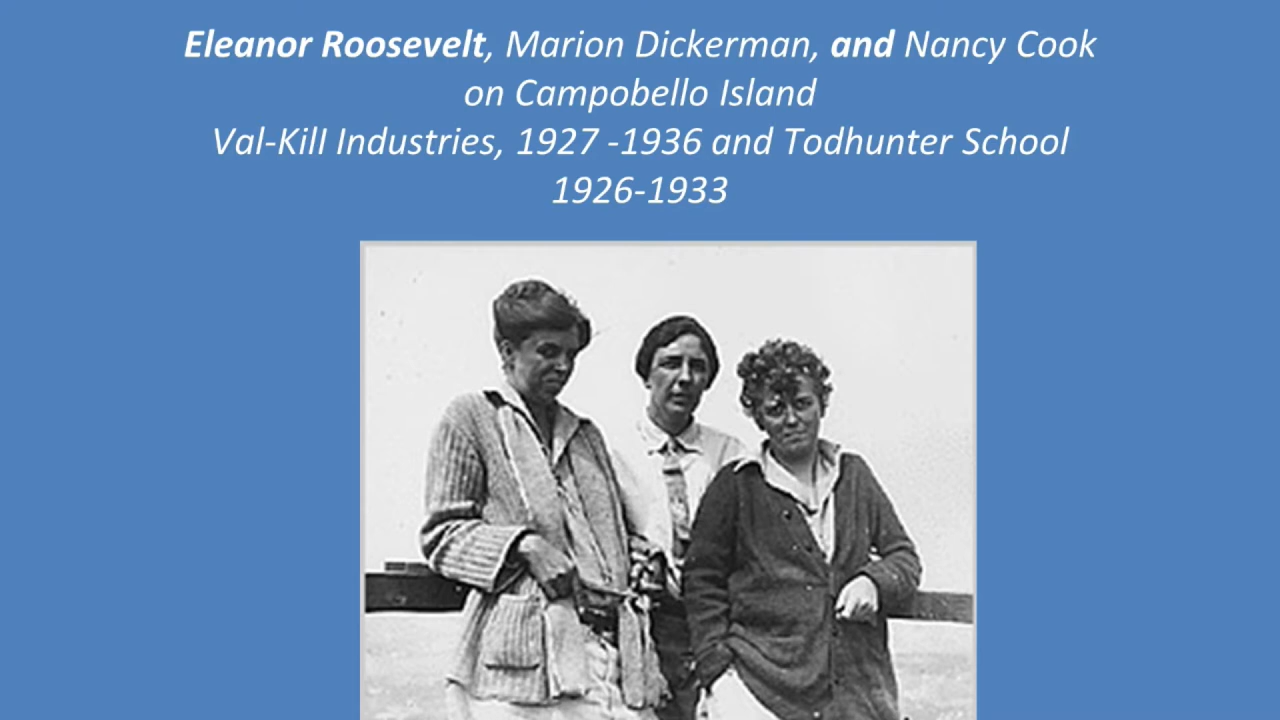 Eleanor Roosevelt, Marion Dickerman, and Nancy Cook
on Campobello Island
Val-Kill Industries, 1927 -1936 and Todhunter School
1926-1933